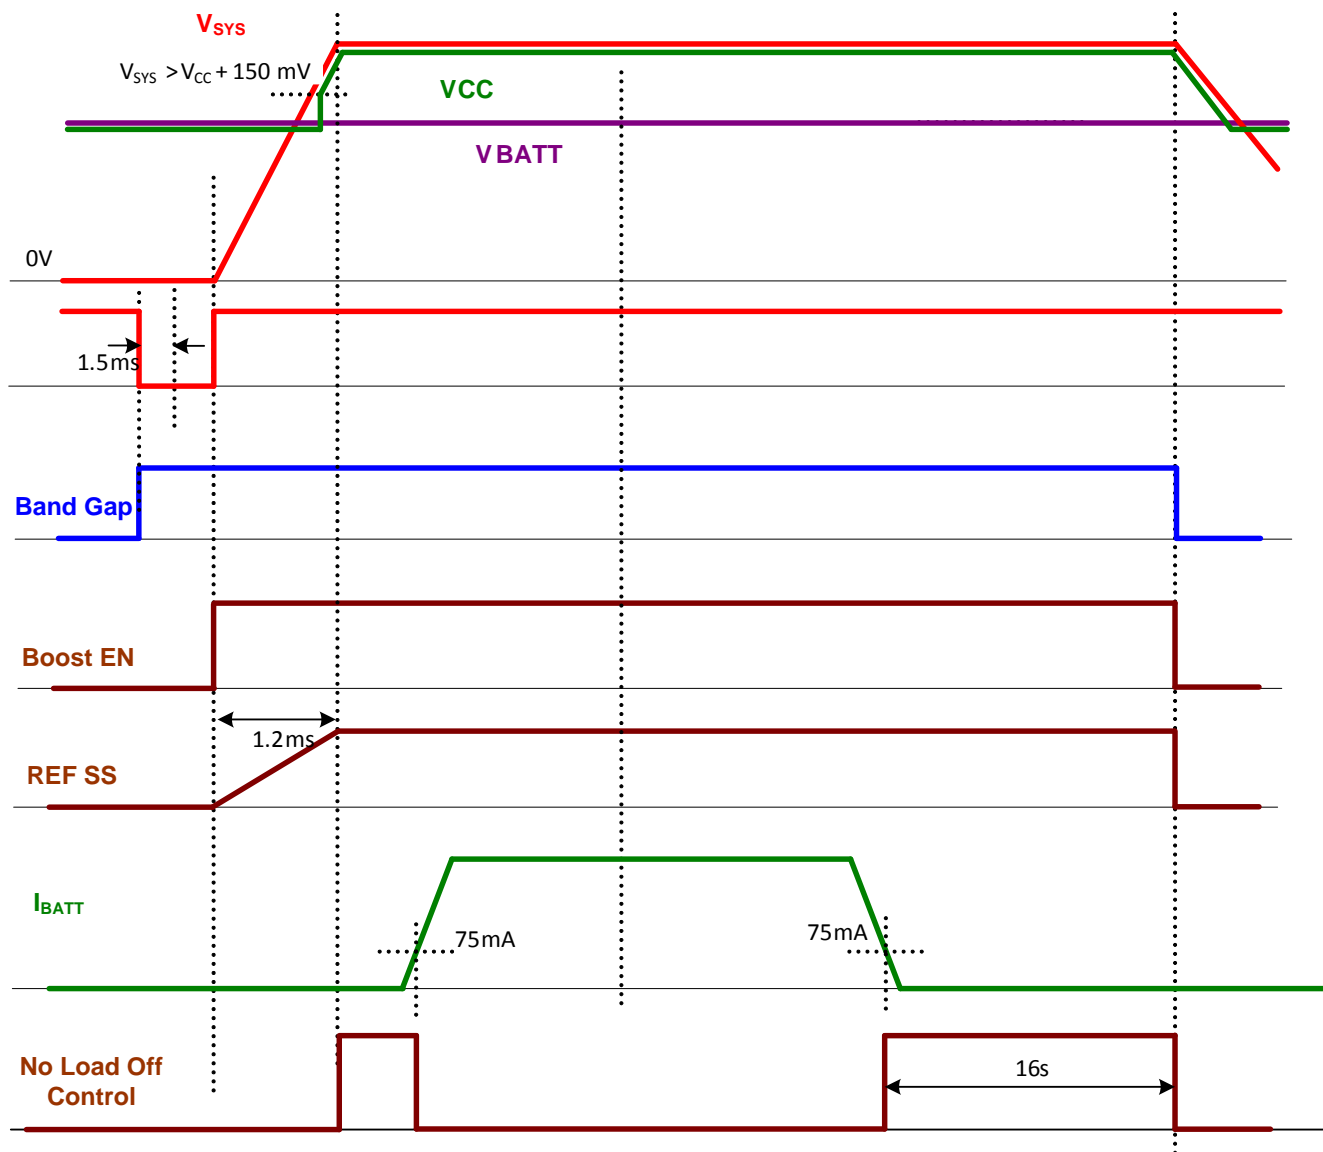 VSYS
VSYS >VCC + 150 mV
VCC
VBATT
0V
1.5ms
Band Gap
Boost EN
1.2ms
REF SS
IBATT
75mA
75mA
No Load Off
Control
16s